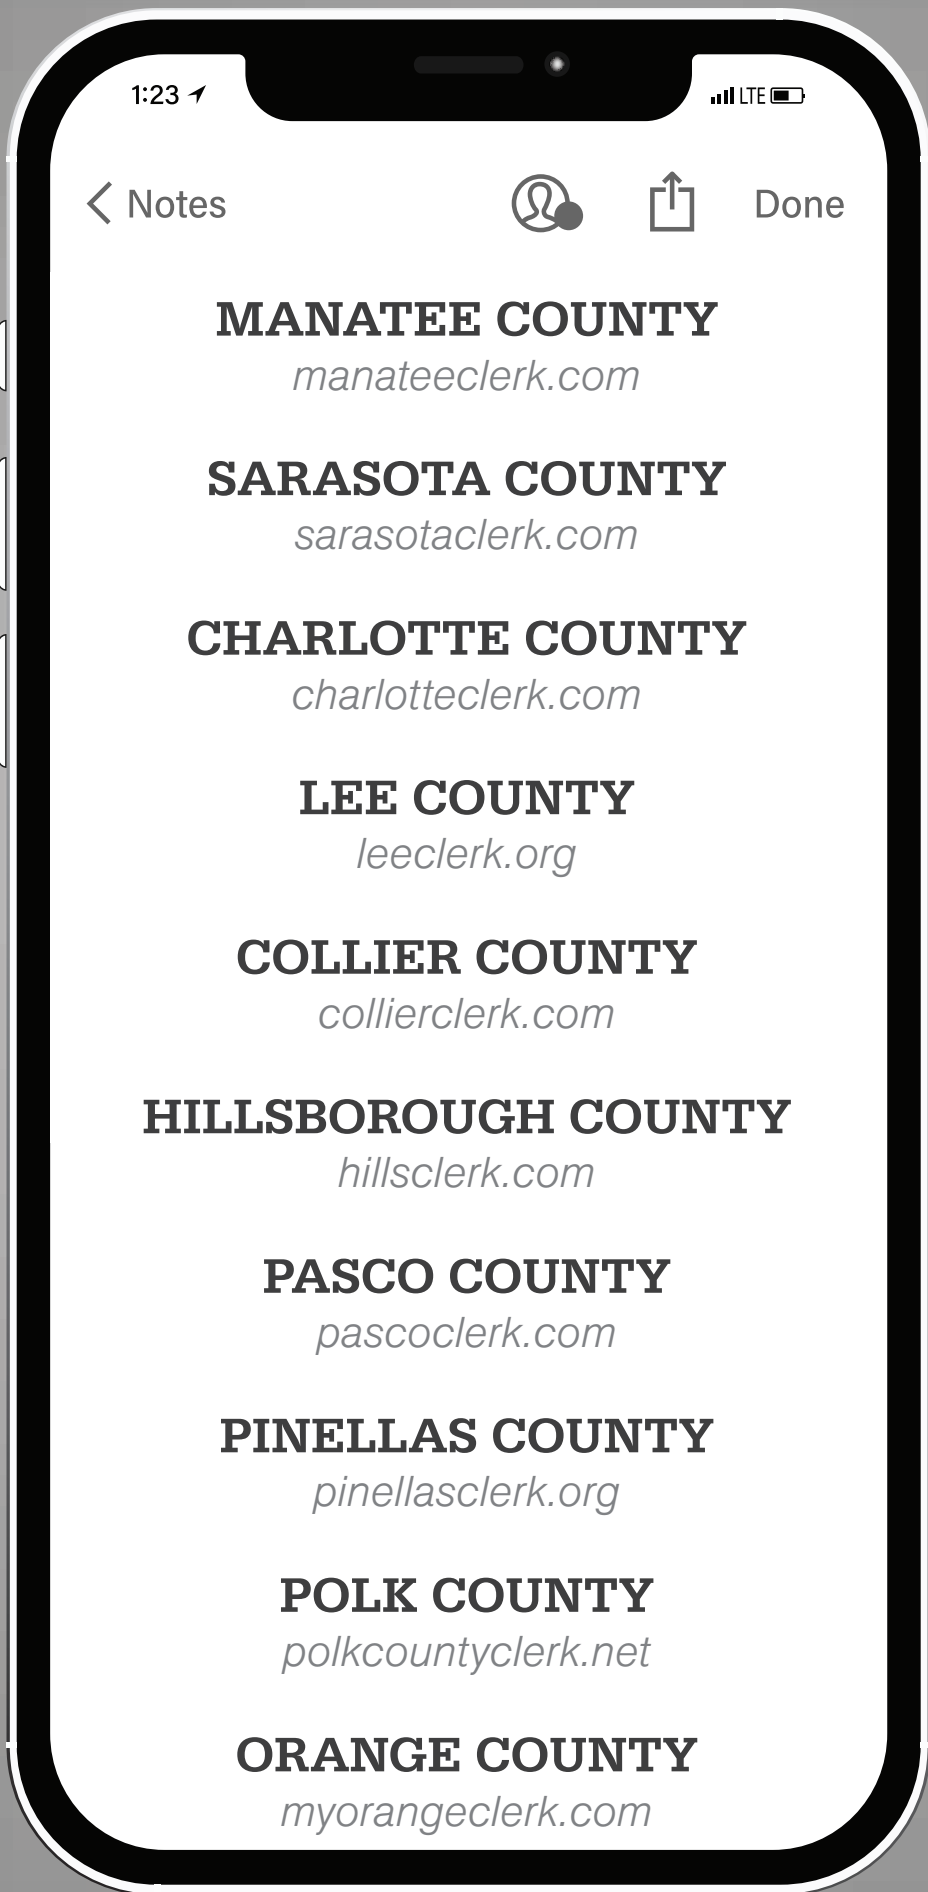 1:23 LTE
Notes Done
MANATEE COUNTY
manateeclerk.com
SARASOTA COUNTY
sarasotaclerk.com
CHARLOTTE COUNTY
charlotteclerk.com
LEE COUNTY
leeclerk.org
COLLIER COUNTY
collierclerk.com
HILLSBOROUGH COUNTY
hillsclerk.com
PASCO COUNTY
pascoclerk.com
PINELLAS COUNTY
pinellasclerk.org
POLK COUNTY
polkcountyclerk.net
ORANGE COUNTY
myorangeclerk.com